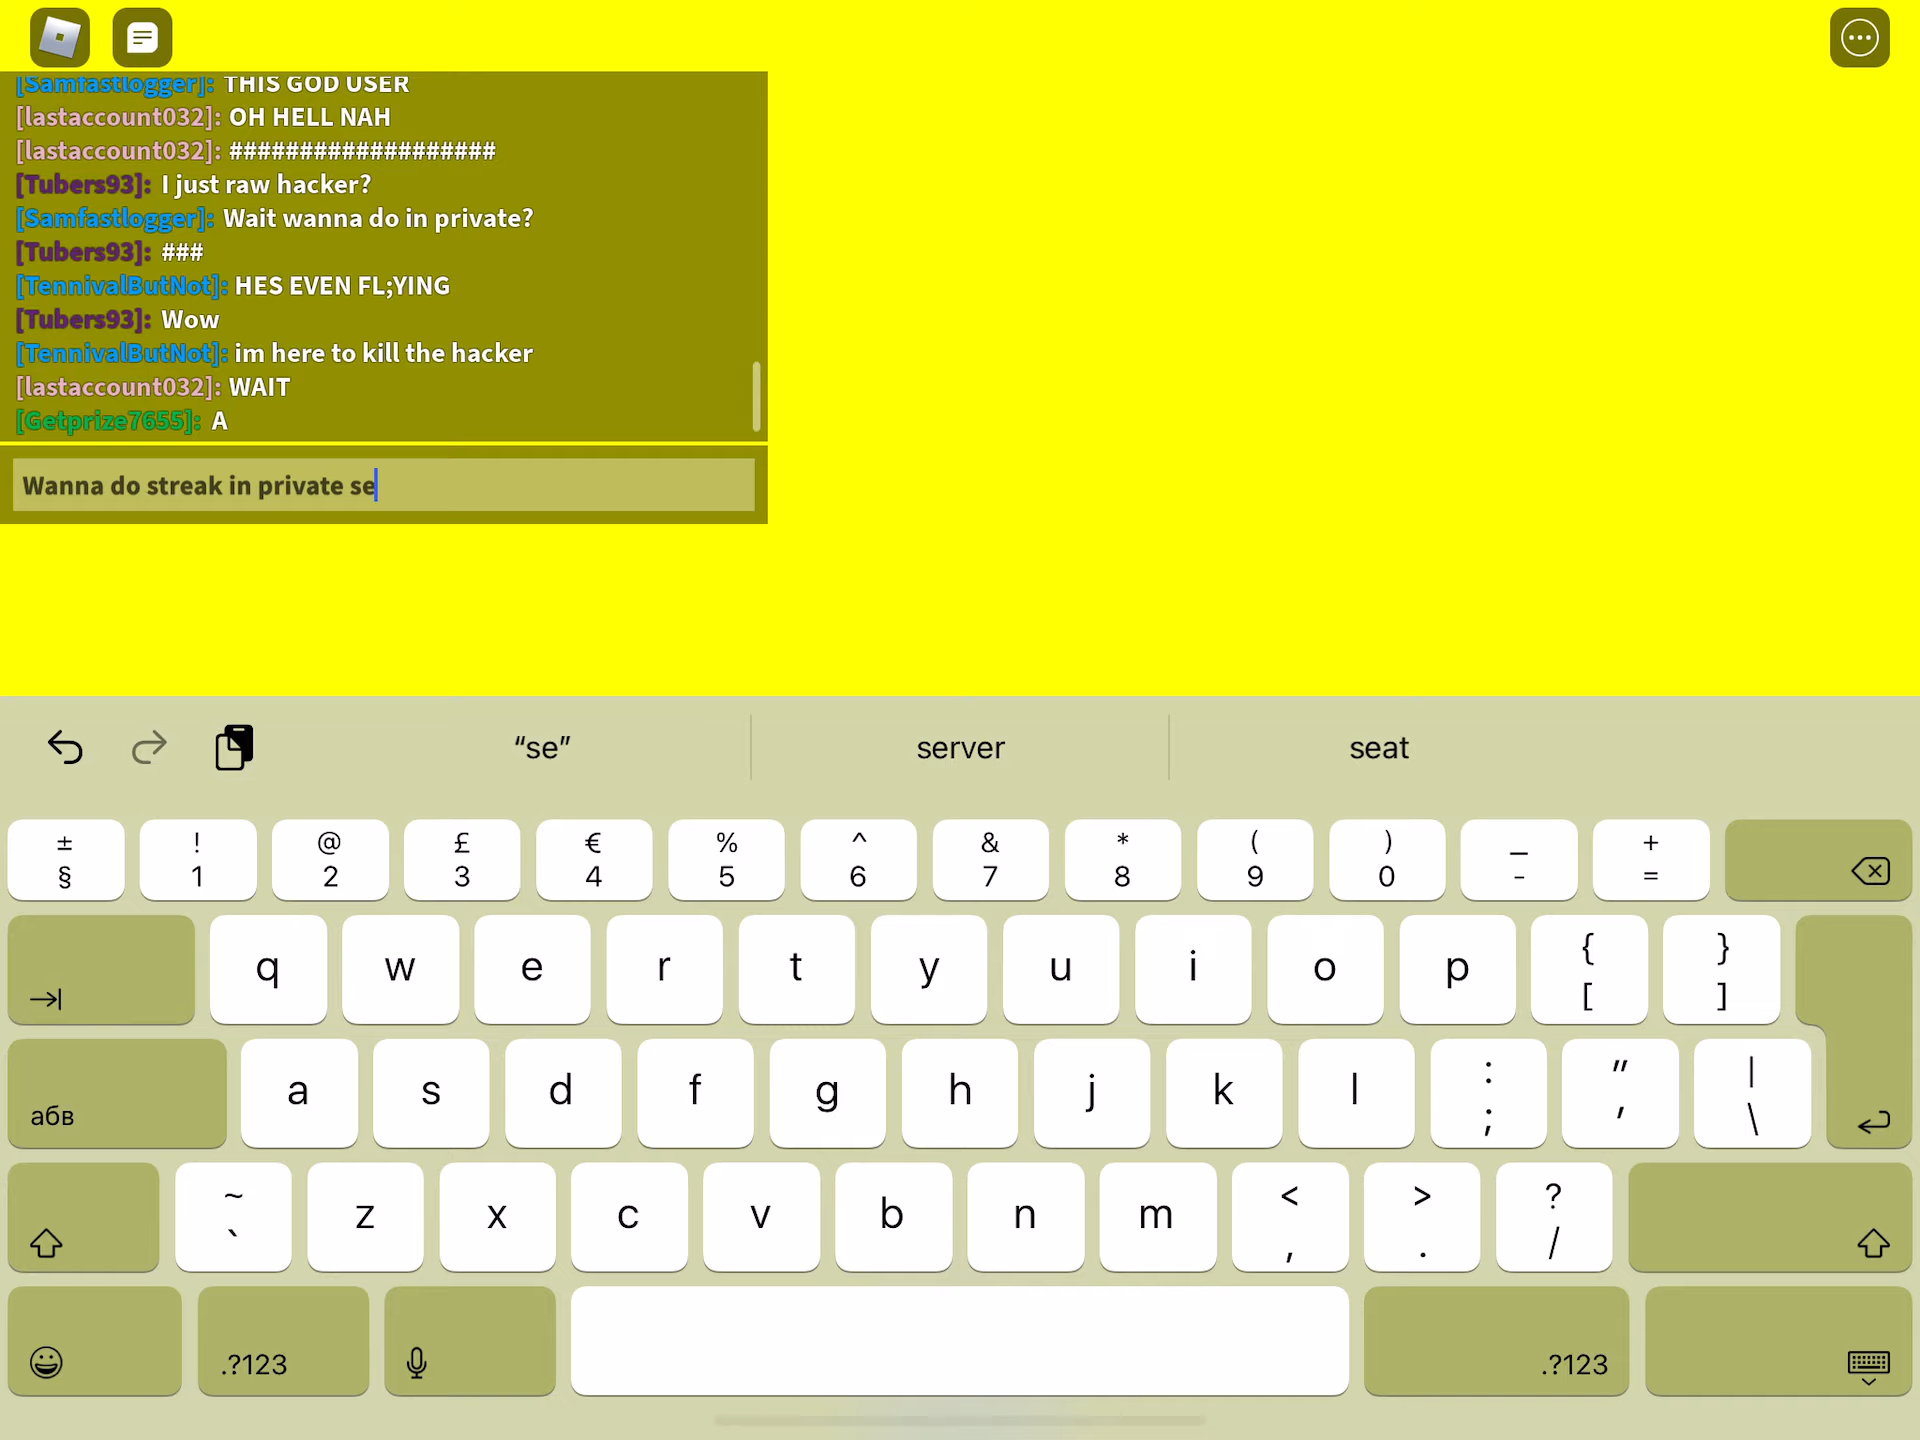 [Samfastlogger]: THIS GOD USER
[lastaccount032]: OH HELL NAH
[lastaccount032]: ###################
[Tubers93]: I just raw hacker?
[Samfastlogger]: Wait wanna do in private?
[Tubers93]: ###
[TennivalButNot]: HES EVEN FL;YING
[Tubers93]: Wow
[TennivalButNot]: im here to kill the hacker
[lastaccount032]: WAIT
[Getprize7655]: A
Wanna do streak in private se
“se” server seat
± ! @ £ € % ^ & * ( ) _ +
§ 1 2 3 4 5 6 7 8 9 0 - =
q w e r t y u i o p { [ } ]
абв a s d f g h j k l : ; " ' | \
~ ` z x c v b n m < , > . ? /
.?123 .?123